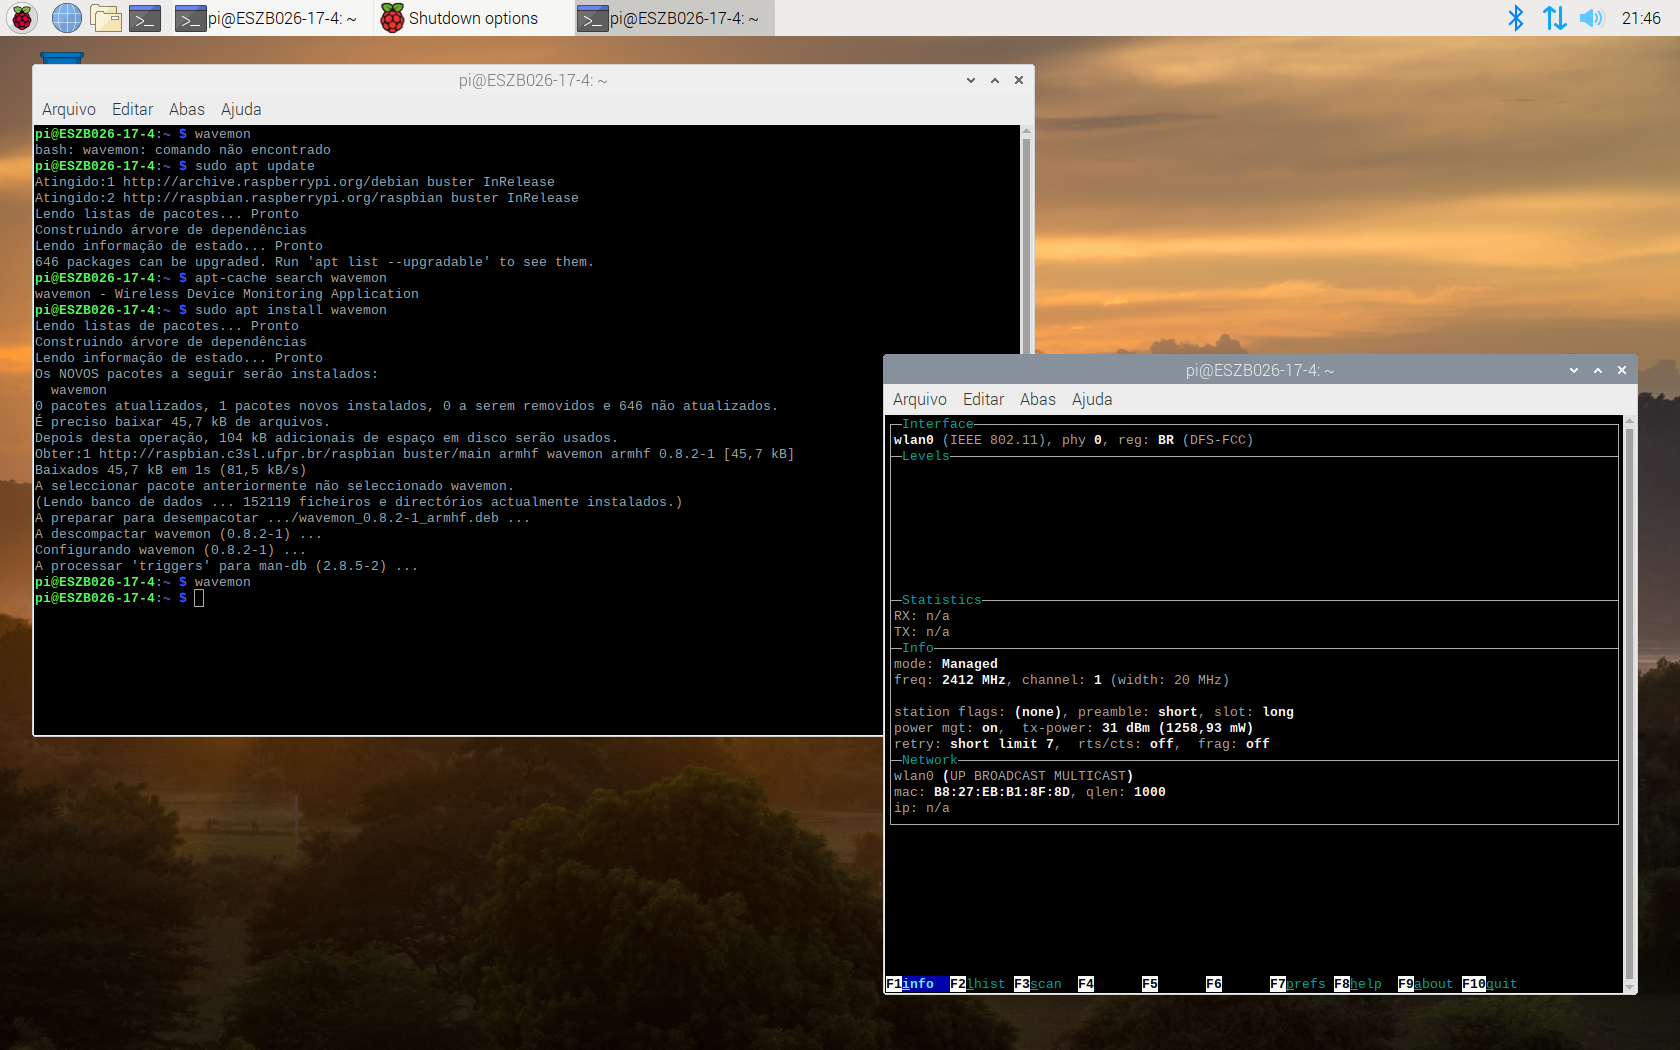 pi@ESZB026-17-4: ~
Shutdown options
pi@ESZB026-17-4: ~
21:46
pi@ESZB026-17-4: ~
Arquivo Editar Abas Ajuda
pi@ESZB026-17-4:~ $ wavemon
bash: wavemon: comando não encontrado
pi@ESZB026-17-4:~ $ sudo apt update
Atingido:1 http://archive.raspberrypi.org/debian buster InRelease
Atingido:2 http://raspbian.raspberrypi.org/raspbian buster InRelease
Lendo listas de pacotes... Pronto
Construindo árvore de dependências
Lendo informação de estado... Pronto
646 packages can be upgraded. Run 'apt list --upgradable' to see them.
pi@ESZB026-17-4:~ $ apt-cache search wavemon
wavemon - Wireless Device Monitoring Application
pi@ESZB026-17-4:~ $ sudo apt install wavemon
Lendo listas de pacotes... Pronto
Construindo árvore de dependências
Lendo informação de estado... Pronto
Os NOVOS pacotes a seguir serão instalados:
  wavemon
0 pacotes atualizados, 1 pacotes novos instalados, 0 a serem removidos e 646 não atualizados.
É preciso baixar 45,7 kB de arquivos.
Depois desta operação, 104 kB adicionais de espaço em disco serão usados.
Obter:1 http://raspbian.c3sl.ufpr.br/raspbian buster/main armhf wavemon armhf 0.8.2-1 [45,7 kB]
Baixados 45,7 kB em 1s (81,5 kB/s)
A seleccionar pacote anteriormente não seleccionado wavemon.
(Lendo banco de dados ... 152119 ficheiros e directórios actualmente instalados.)
A preparar para desempacotar .../wavemon_0.8.2-1_armhf.deb ...
A descompactar wavemon (0.8.2-1) ...
Configurando wavemon (0.8.2-1) ...
A processar 'triggers' para man-db (2.8.5-2) ...
pi@ESZB026-17-4:~ $ wavemon
pi@ESZB026-17-4:~ $
pi@ESZB026-17-4: ~
Arquivo Editar Abas Ajuda
Interface
wlan0 (IEEE 802.11), phy 0, reg: BR (DFS-FCC)
Levels
Statistics
RX: n/a
TX: n/a
Info
mode: Managed
freq: 2412 MHz, channel: 1 (width: 20 MHz)
station flags: (none), preamble: short, slot: long
power mgt: on,  tx-power: 31 dBm (1258,93 mW)
retry: short limit 7,  rts/cts: off,  frag: off
Network
wlan0 (UP BROADCAST MULTICAST)
mac: B8:27:EB:B1:8F:8D, qlen: 1000
ip: n/a
F1info F2lhist F3scan F4 F5 F6 F7prefs F8help F9about F10quit